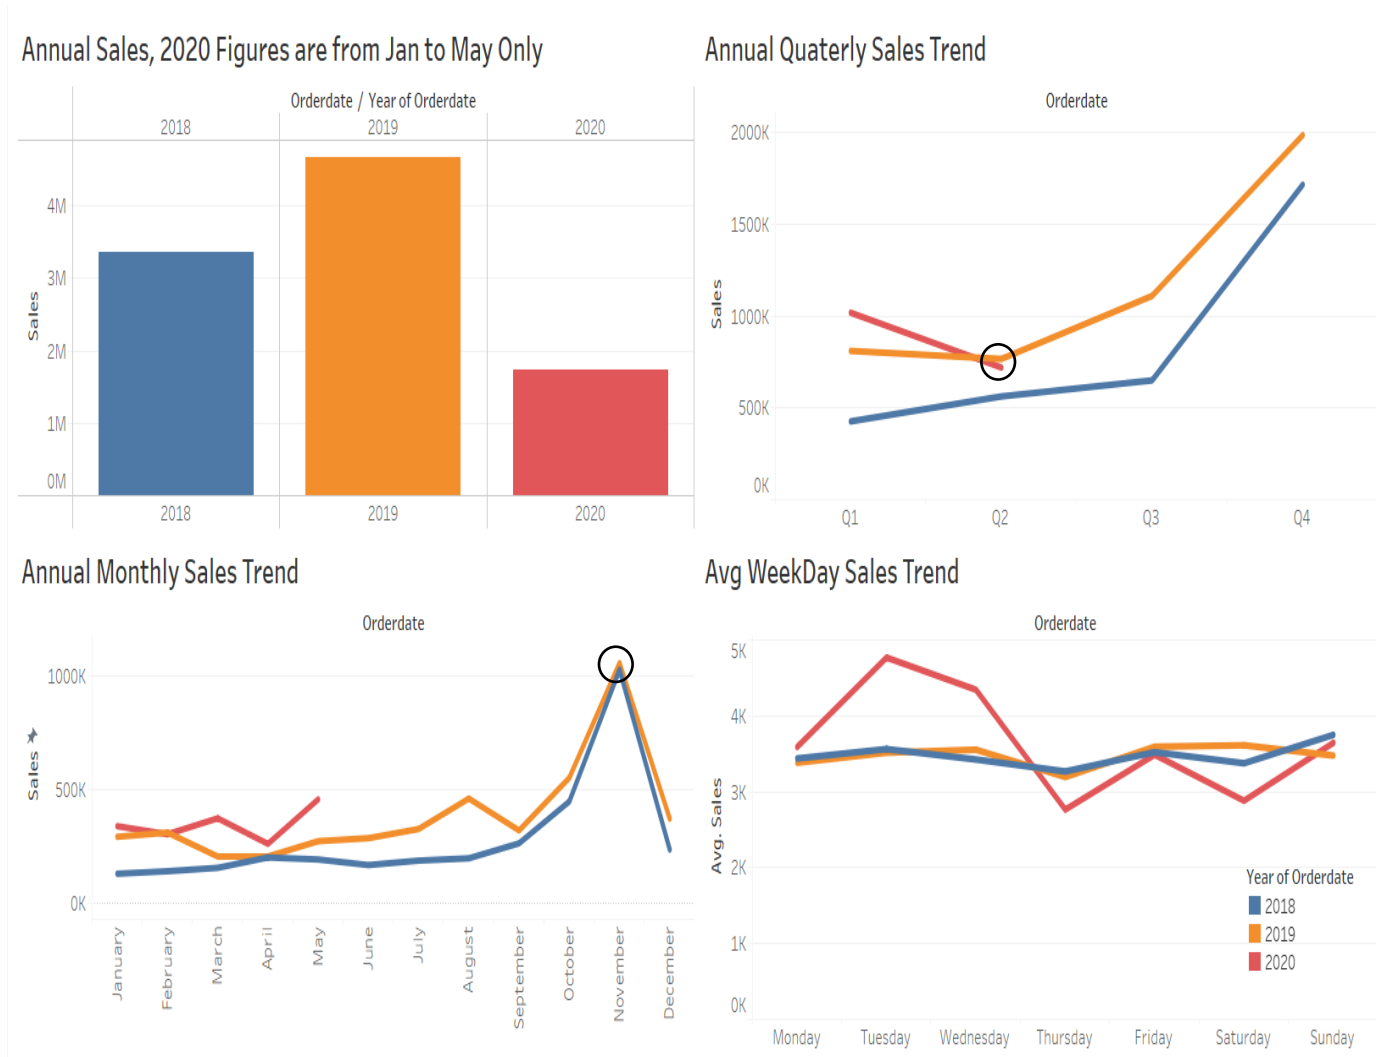 Annual Sales, 2020 Figures are from Jan to May Only
Orderdate / Year of Orderdate
2018 2019 2020
4M
3M
2M
1M
0M
Sales
2018 2019 2020
Annual Quaterly Sales Trend
Orderdate
2000K
1500K
1000K
500K
0K
Sales
Q1 Q2 Q3 Q4
Annual Monthly Sales Trend
Orderdate
1000K
500K
0K
Sales
January
February
March
April
May
June
July
August
September
October
November
December
Avg WeekDay Sales Trend
Orderdate
5K
4K
3K
2K
1K
0K
Avg. Sales
Monday Tuesday Wednesday Thursday Friday Saturday Sunday
Year of Orderdate
2018
2019
2020